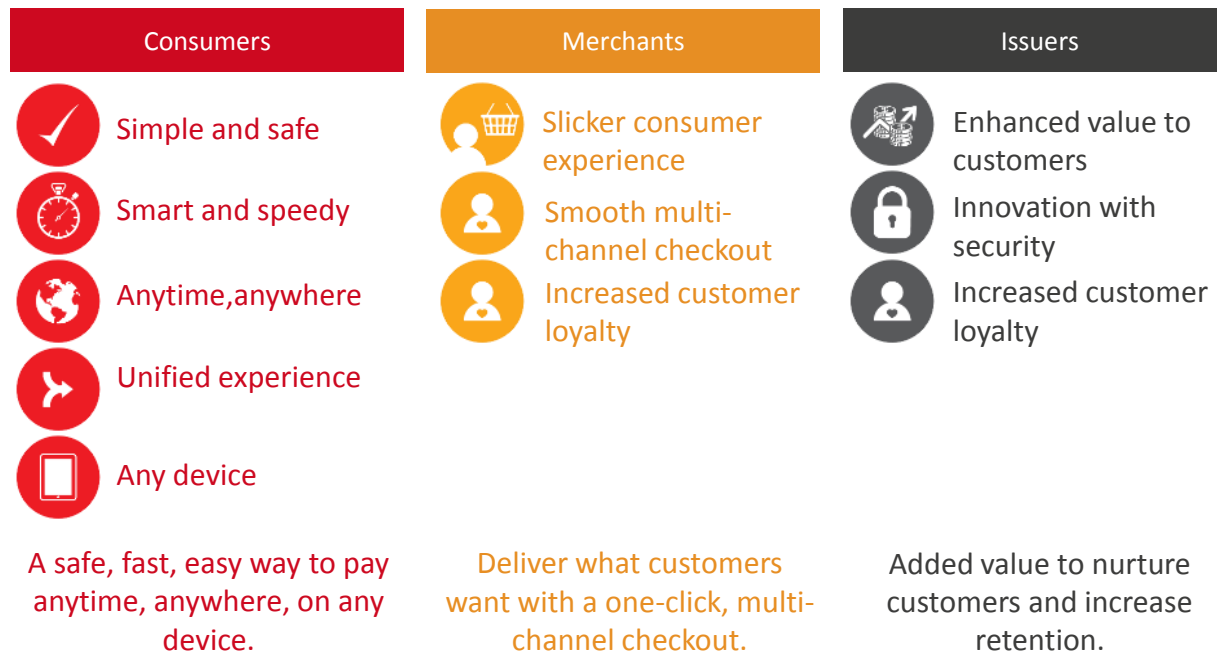 Consumers
Simple and safe
Smart and speedy
Anytime,anywhere
Unified experience
Any device
A safe, fast, easy way to pay
anytime, anywhere, on any
device.
Merchants
Slicker consumer
experience
Smooth multi-
channel checkout
Increased customer
loyalty
Deliver what customers
want with a one-click, multi-
channel checkout.
Issuers
Enhanced value to
customers
Innovation with
security
Increased customer
loyalty
Added value to nurture
customers and increase
retention.